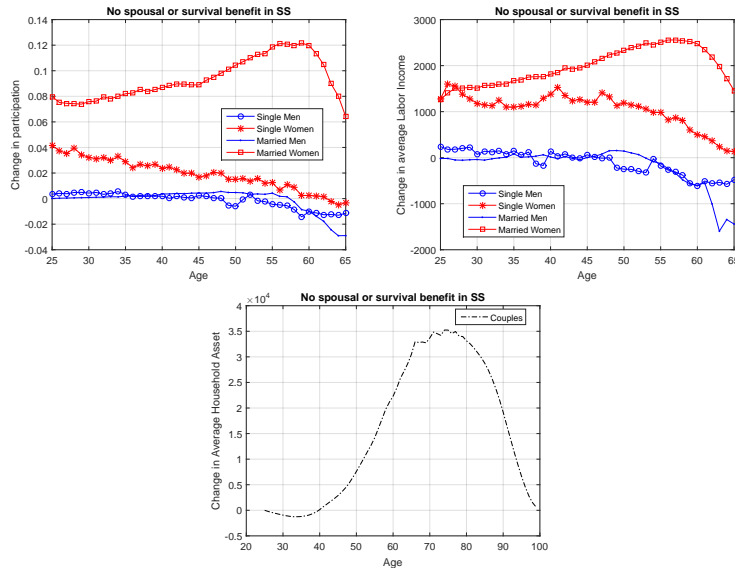 No spousal or survival benefit in SS
0.14
0.12
0.1
0.08
0.06
0.04
0.02
0
-0.02
-0.04
Change in participation
Single Men
Single Women
Married Men
Married Women
25 30 35 40 45 50 55 60 65
Age
No spousal or survival benefit in SS
3000
2000
1000
0
-1000
-2000
Change in average Labor Income
Single Men
Single Women
Married Men
Married Women
25 30 35 40 45 50 55 60 65
Age
No spousal or survival benefit in SS
4 ×10⁴
3.5
3
2.5
2
1.5
1
0.5
0
-0.5
Change in Average Household Asset
Couples
20 30 40 50 60 70 80 90 100
Age